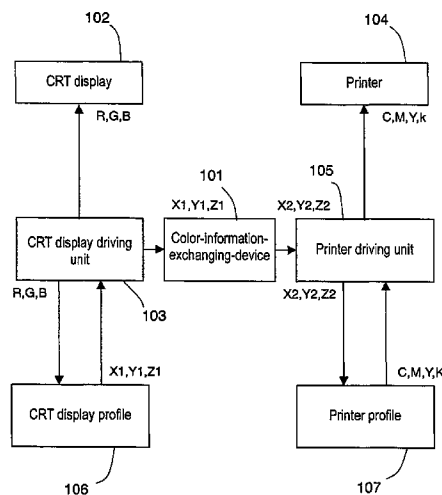 102
104
CRT display
Printer
R,G,B
C,M,Y,k
101
105
X1,Y1,Z1
X2,Y2,Z2
CRT display driving
unit
Color-information-
exchanging-device
Printer driving unit
R,G,B
103
X2,Y2,Z2
X1,Y1,Z1
C,M,Y,K
CRT display profile
Printer profile
106
107